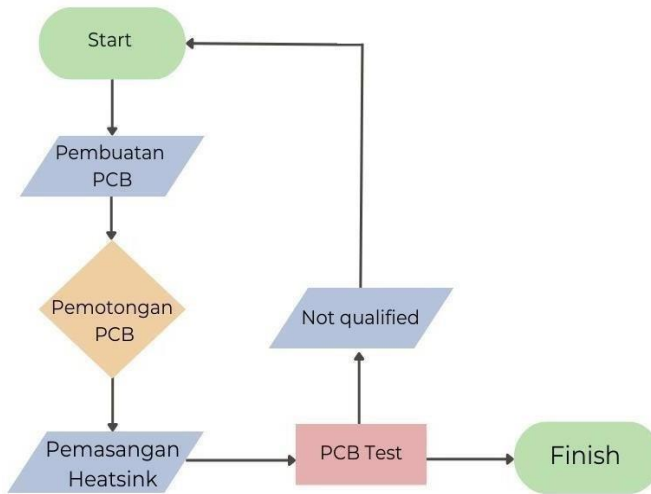 Start
Pembuatan
PCB
Pemotongan
PCB
Not qualified
Pemasangan
Heatsink
PCB Test
Finish